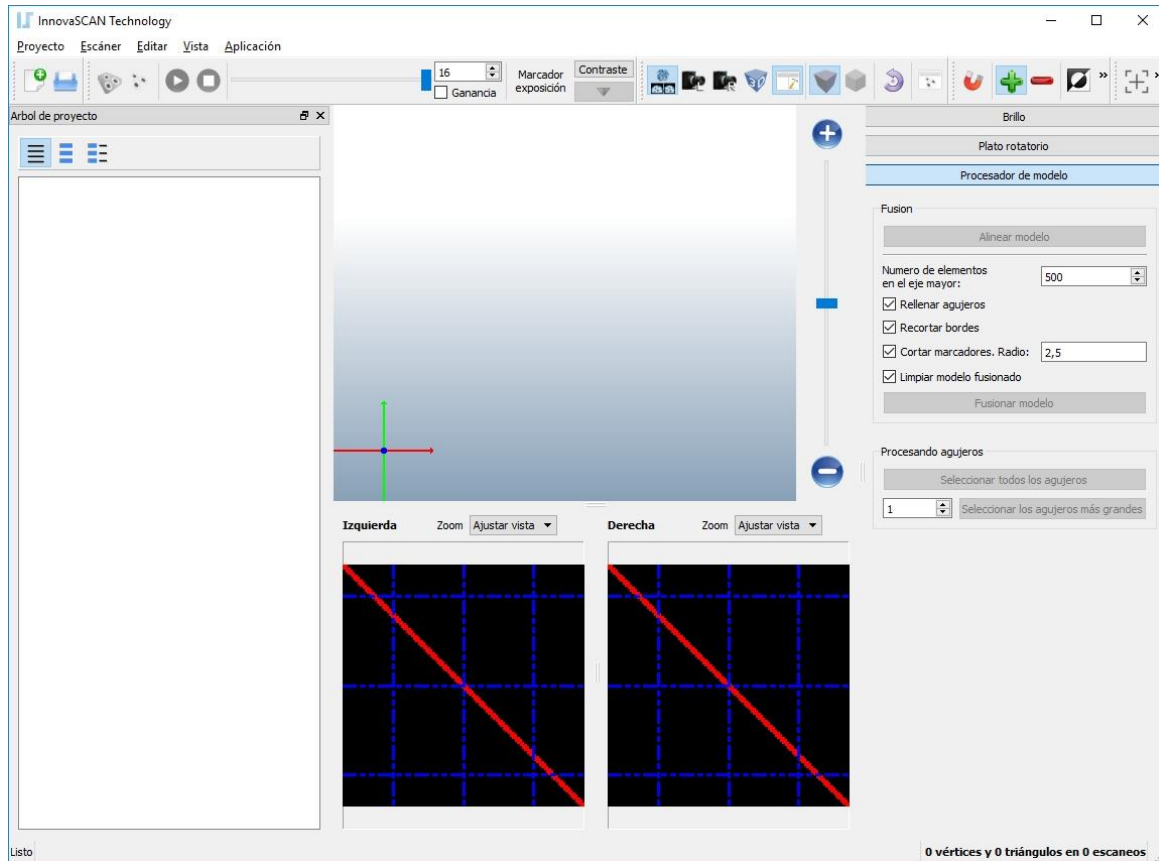 InnovaSCAN Technology
Proyecto Escáner Editar Vista Aplicación
16
Ganancia
Marcador
exposición
Contraste
Arbol de proyecto
Brillo
Plato rotatorio
Procesador de modelo
Fusion
Alinear modelo
Numero de elementos
en el eje mayor:
500
Rellenar agujeros
Recortar bordes
Cortar marcadores. Radio: 2,5
Limpiar modelo fusionado
Fusionar modelo
Procesando agujeros
Seleccionar todos los agujeros
1 Seleccionar los agujeros más grandes
Izquierda Zoom Ajustar vista
Derecha Zoom Ajustar vista
Listo
0 vértices y 0 triángulos en 0 escaneos